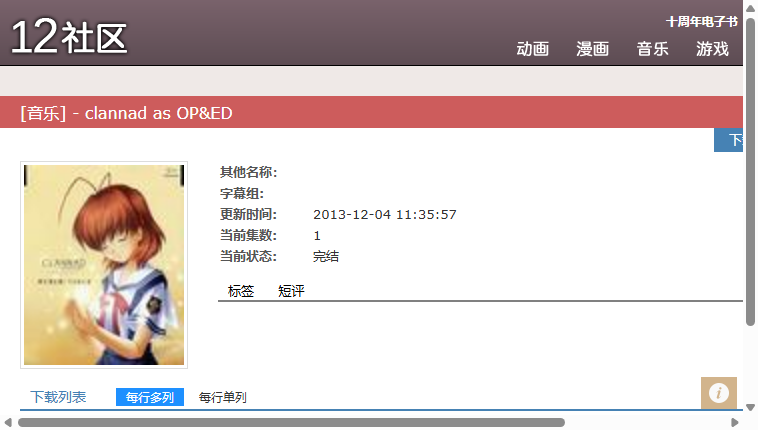 12社区
十周年电子书
动画 漫画 音乐 游戏
[音乐] - clannad as OP&ED
下
其他名称:
字幕组:
更新时间: 2013-12-04 11:35:57
当前集数: 1
当前状态: 完结
CLANNAD
标签 短评
下载列表 每行多列 每行单列
i